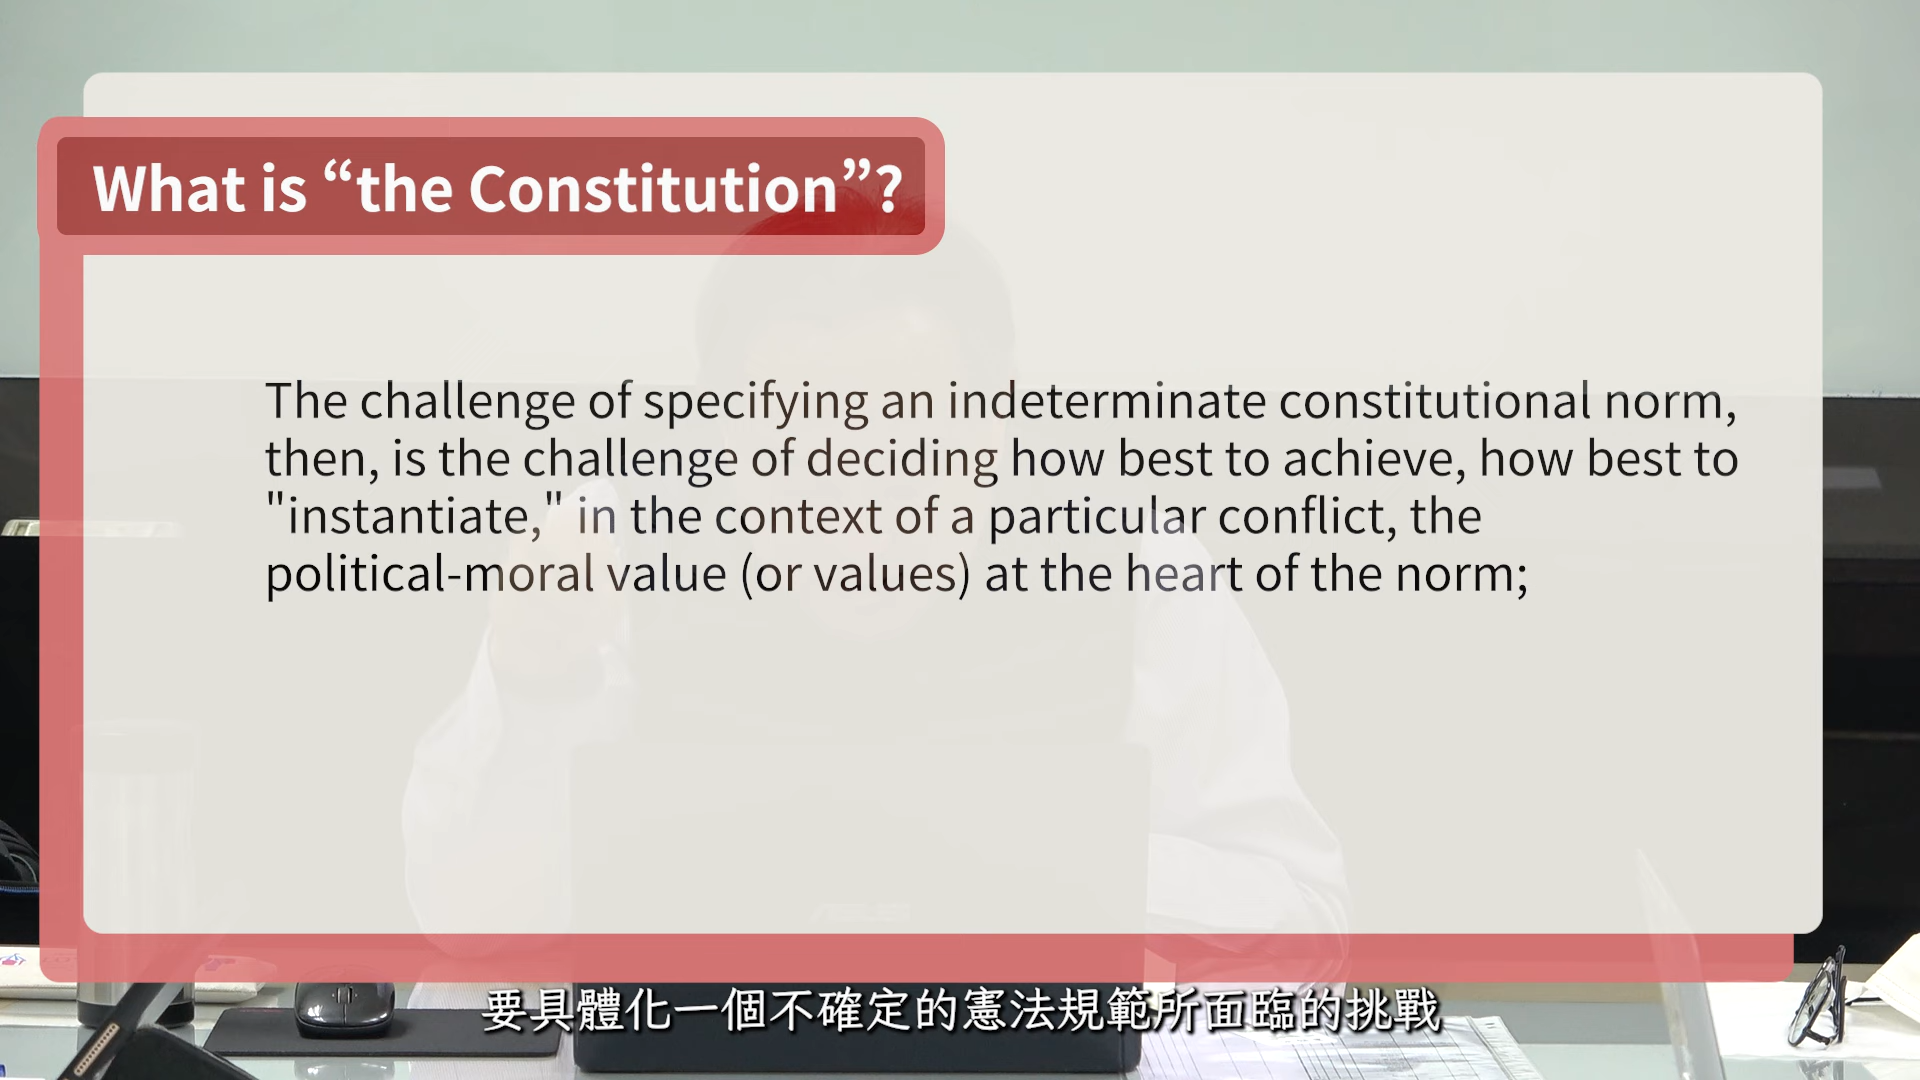 What is “the Constitution”?
The challenge of specifying an indeterminate constitutional norm,
then, is the challenge of deciding how best to achieve, how best to
"instantiate," in the context of a particular conflict, the
political-moral value (or values) at the heart of the norm;
要具體化一個不確定的憲法規範所面臨的挑戰